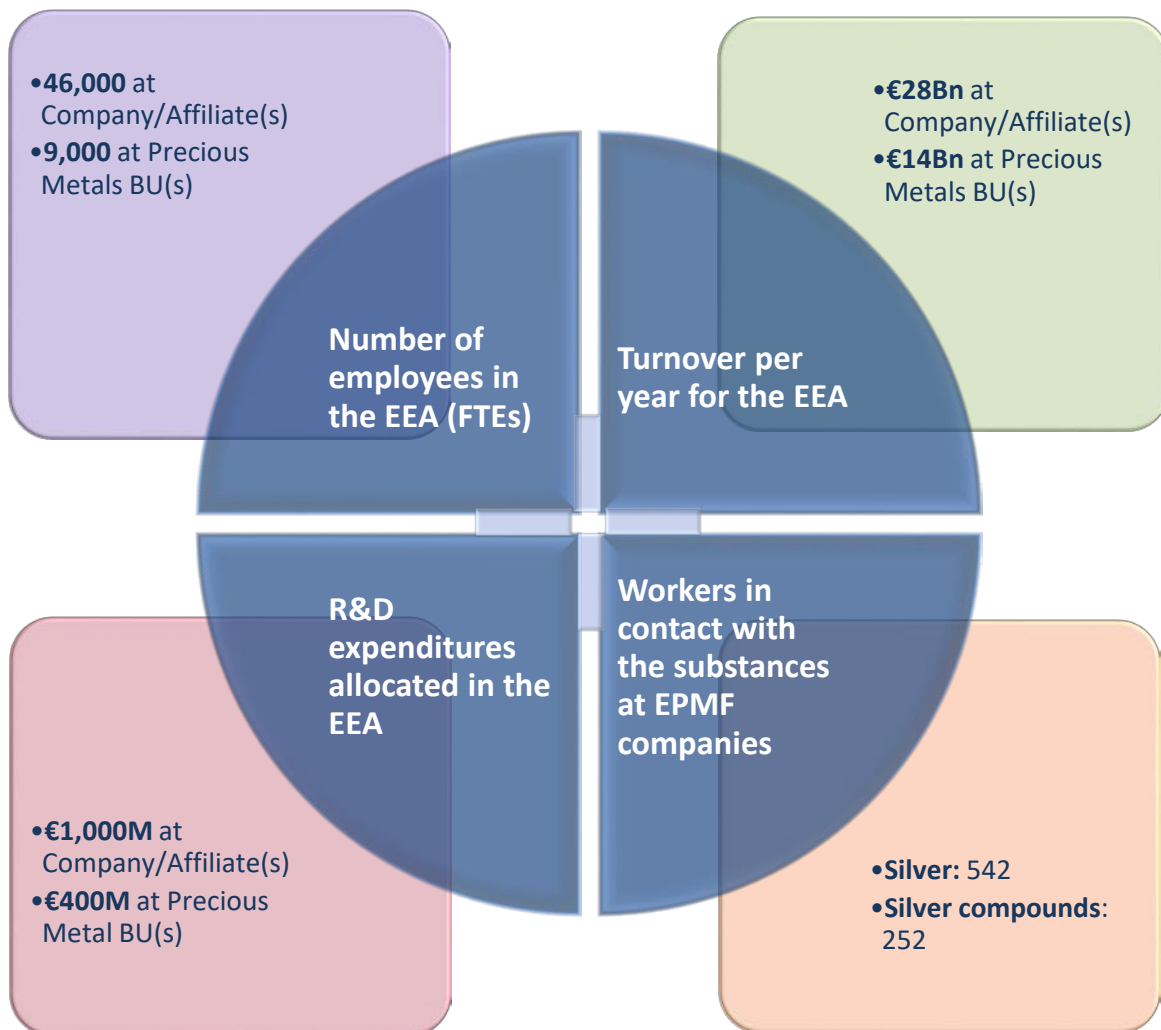 •46,000 at
Company/Affiliate(s)
•9,000 at Precious
Metals BU(s)
•€28Bn at
Company/Affiliate(s)
•€14Bn at Precious
Metals BU(s)
Number of
employees in
the EEA (FTEs)
Turnover per
year for the EEA
R&D
expenditures
allocated in the
EEA
Workers in
contact with
the substances
at EPMF
companies
•€1,000M at
Company/Affiliate(s)
•€400M at Precious
Metal BU(s)
•Silver: 542
•Silver compounds:
252